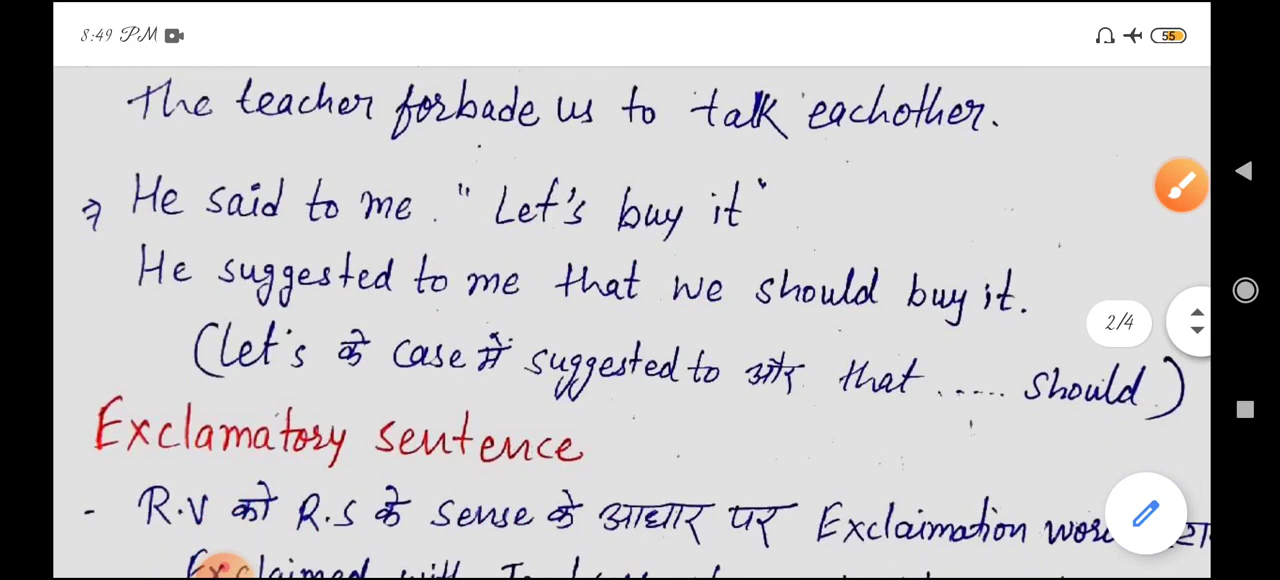 8:49 PM
55
The teacher forbade us to talk eachother.
⇒ He said to me. "Let's buy it"
He suggested to me that we should buy it.
(Let's के case में suggested to और that ..... should)
2/4
Exclamatory sentence
- R.V को R.S के sense के आधार पर Exclaimation
Exclaimed with